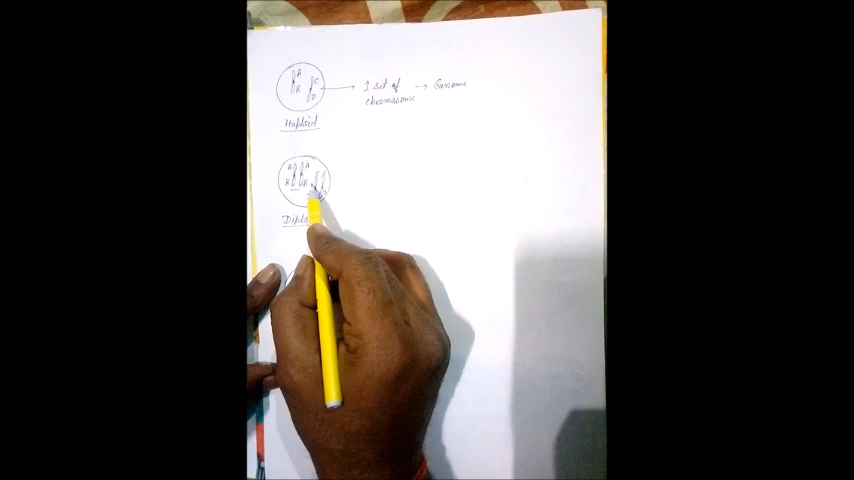 A
C
B
D
1 set of → Genome
chromosome
Haploid
A A
B B